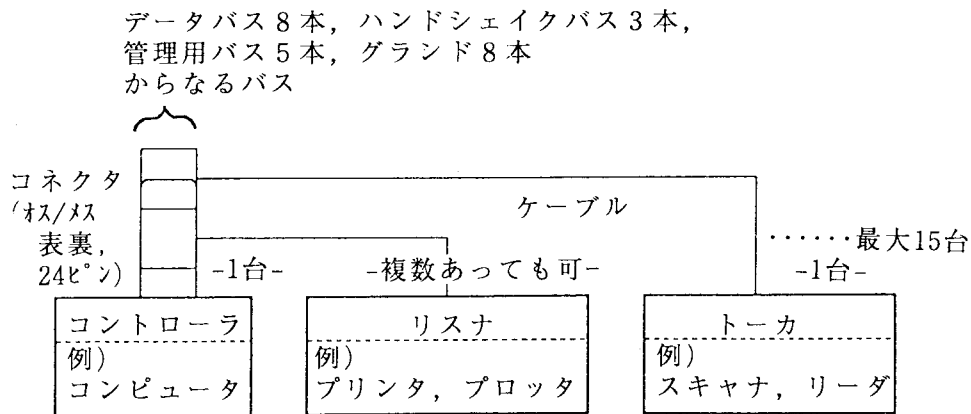 データバス8本，ハンドシェイクバス3本，
管理用バス5本，グランド8本
からなるバス
コネクタ
(ｵｽ/ﾒｽ
表裏，
24ﾋﾟﾝ)
ケーブル
……最大15台
-1台-
-複数あっても可-
-1台-
コントローラ
例)
コンピュータ
リスナ
例)
プリンタ，プロッタ
トーカ
例)
スキャナ，リーダ